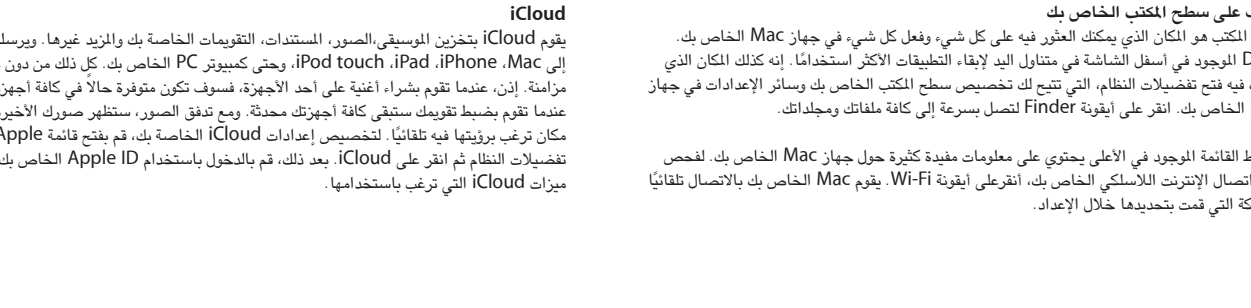 على سطح المكتب الخاص بك
المكتب هو المكان الذي يمكنك العثور فيه على كل شيء وفعل كل شيء في جهاز Mac الخاص بك.
الموجود في أسفل الشاشة في متناول اليد لإبقاء التطبيقات الأكثر استخدامًا. إنه كذلك المكان الذي
فيه فتح تفضيلات النظام، التي تتيح لك تخصيص سطح المكتب الخاص بك وسائر الإعدادات في جهاز
الخاص بك. انقر على أيقونة Finder لتصل بسرعة إلى كافة ملفاتك ومجلداتك.
القائمة الموجود في الأعلى يحتوي على معلومات مفيدة كثيرة حول جهاز Mac الخاص بك. لفحص
اتصال الإنترنت اللاسلكي الخاص بك، أنقرعلى أيقونة Wi-Fi. يقوم Mac الخاص بك بالاتصال تلقائيًا
التي قمت بتحديدها خلال الإعداد.
iCloud
يقوم iCloud بتخزين الموسيقى،الصور، المستندات، التقويمات الخاصة بك والمزيد غيرها. ويرسله
إلى Mac، iPhone، iPad، iPod touch، وحتى كمبيوتر PC الخاص بك. كل ذلك من دون
مزامنة. إذن، عندما تقوم بشراء أغنية على أحد الأجهزة، فسوف تكون متوفرة حالاً في كافة
عندما تقوم بضبط تقويمك ستبقى كافة أجهزتك محدثة. ومع تدفق الصور، ستظهر صورك
مكان ترغب برؤيتها فيه تلقائيًا. لتخصيص إعدادات iCloud الخاصة بك، قم بفتح قائمة Apple
تفضيلات النظام ثم انقر على iCloud. بعد ذلك، قم بالدخول باستخدام Apple ID الخاص بك
ميزات iCloud التي ترغب باستخدامها.